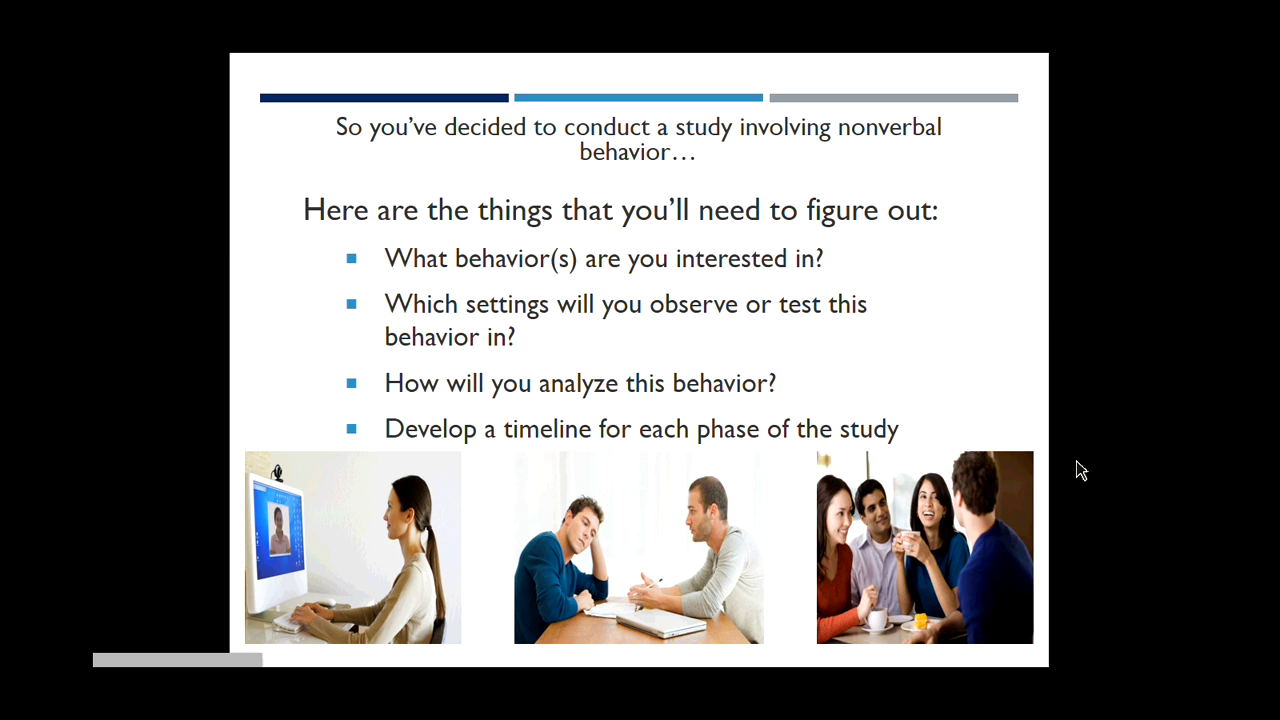 So you’ve decided to conduct a study involving nonverbal
behavior…
Here are the things that you’ll need to figure out:
What behavior(s) are you interested in?
Which settings will you observe or test this
behavior in?
How will you analyze this behavior?
Develop a timeline for each phase of the study